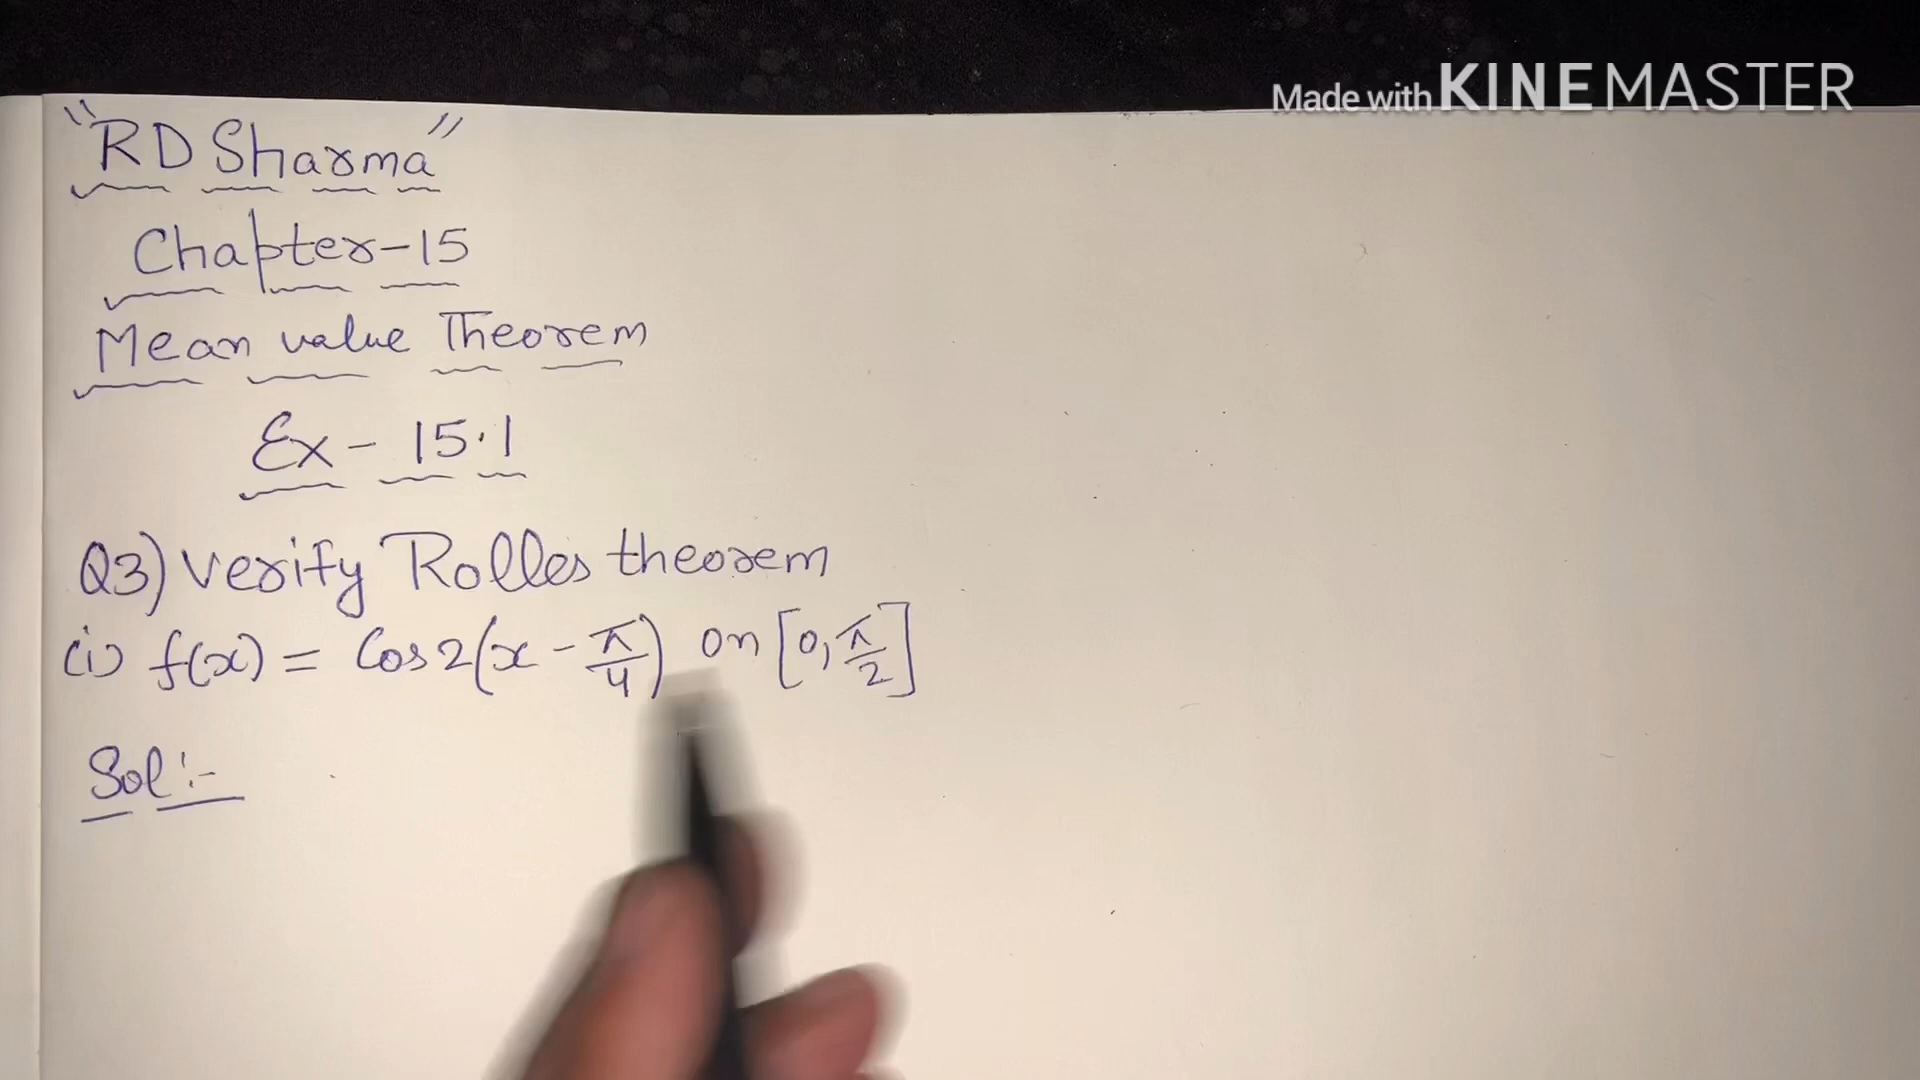 Made with KINEMASTER
"RD Sharma"
Chapter-15
Mean value Theorem
Ex - 15.1
Q3) Verify Rolles theorem
(i) f(x) = Cos 2(x - π/4) on [0, π/2]
Sol:-